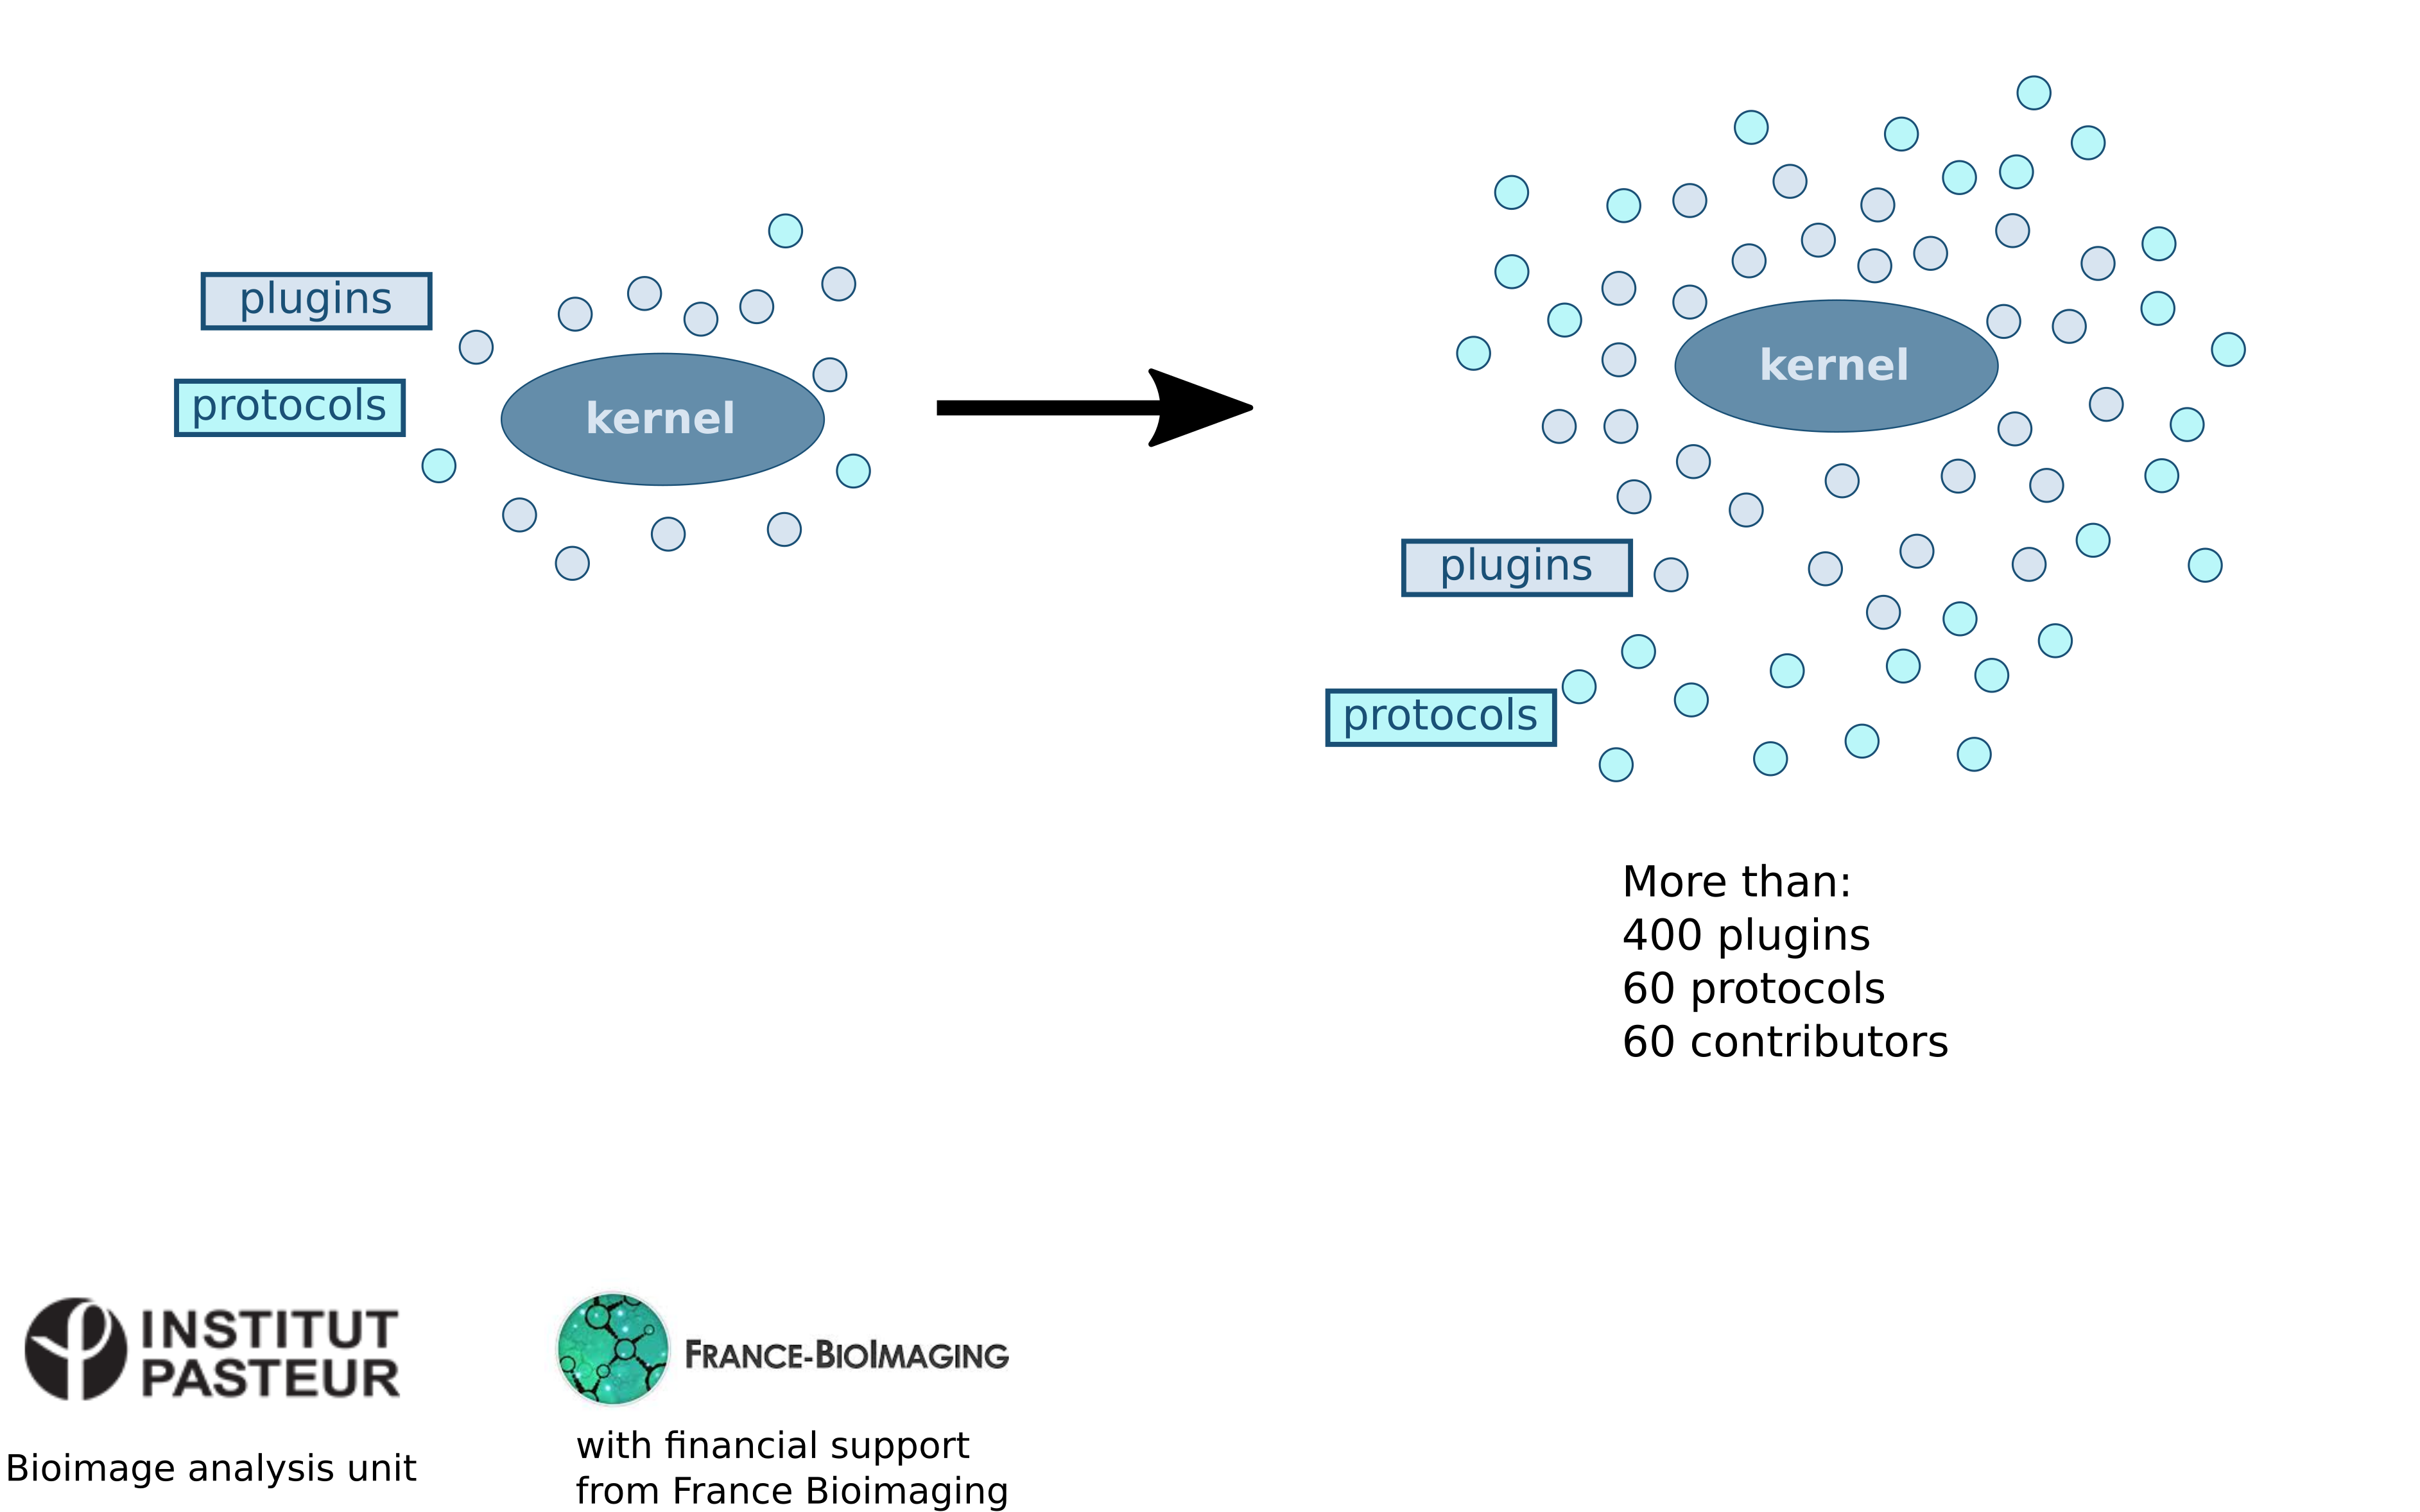 plugins
protocols
kernel
kernel
plugins
protocols
More than:
400 plugins
60 protocols
60 contributors
INSTITUT
PASTEUR
Bioimage analysis unit
FRANCE-BIOIMAGING
with financial support
from France Bioimaging